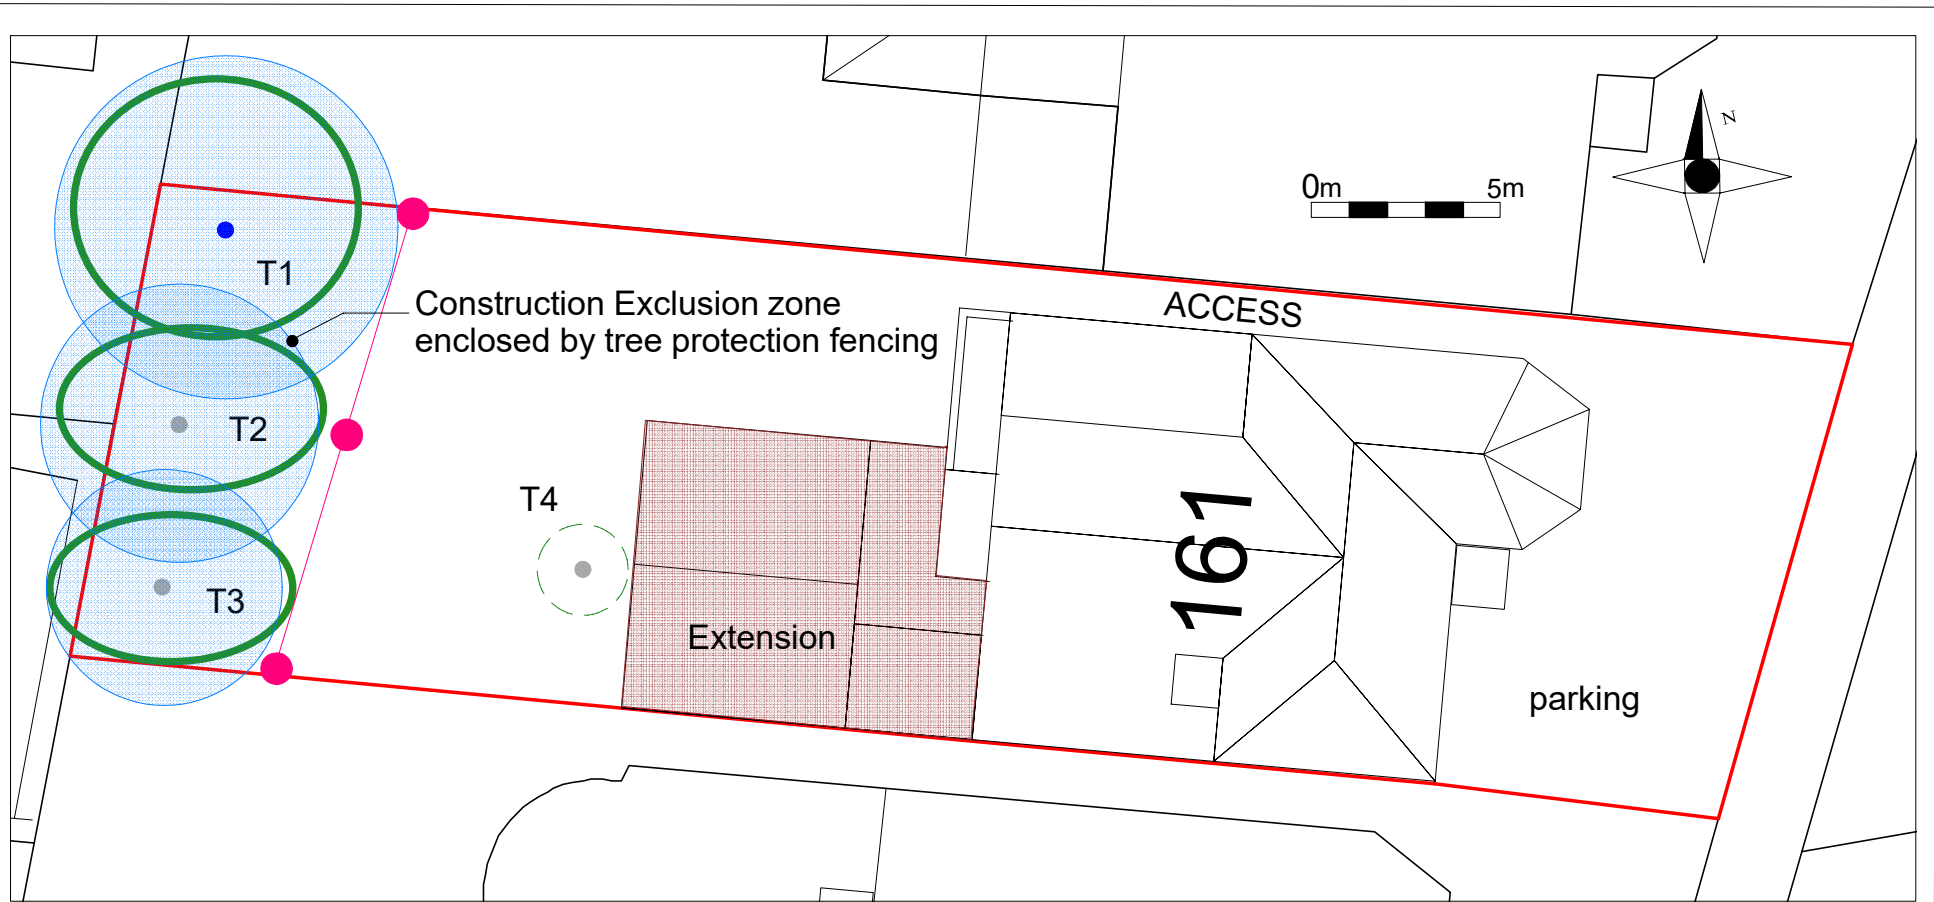 N
0m 5m
T1
Construction Exclusion zone
enclosed by tree protection fencing
ACCESS
T2
T4
161
T3
Extension
parking